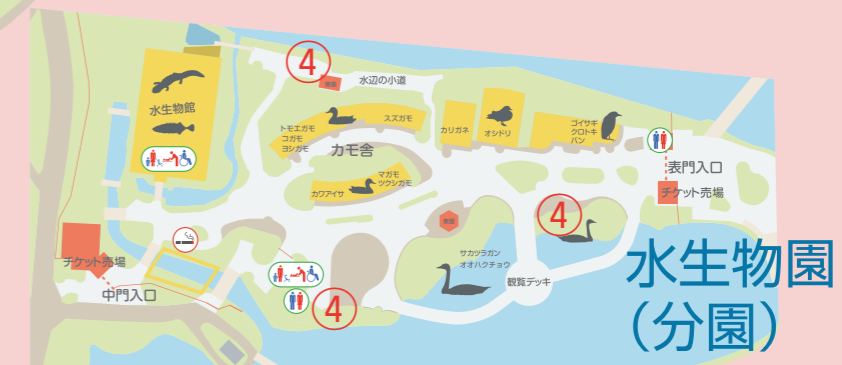 ④
水辺の小道
水生物館
トモエガモ
コガモ
ヨシガモ
スズガモ
カモ舎
カリガネ
オシドリ
ゴイサギ
クロトキ
バン
表門入口
チケット売場
マガモ
ツクシガモ
カワアイサ
④
サカツラガン
オオハクチョウ
観覧デッキ
チケット売場
中門入口
④
水生物園
（分園）